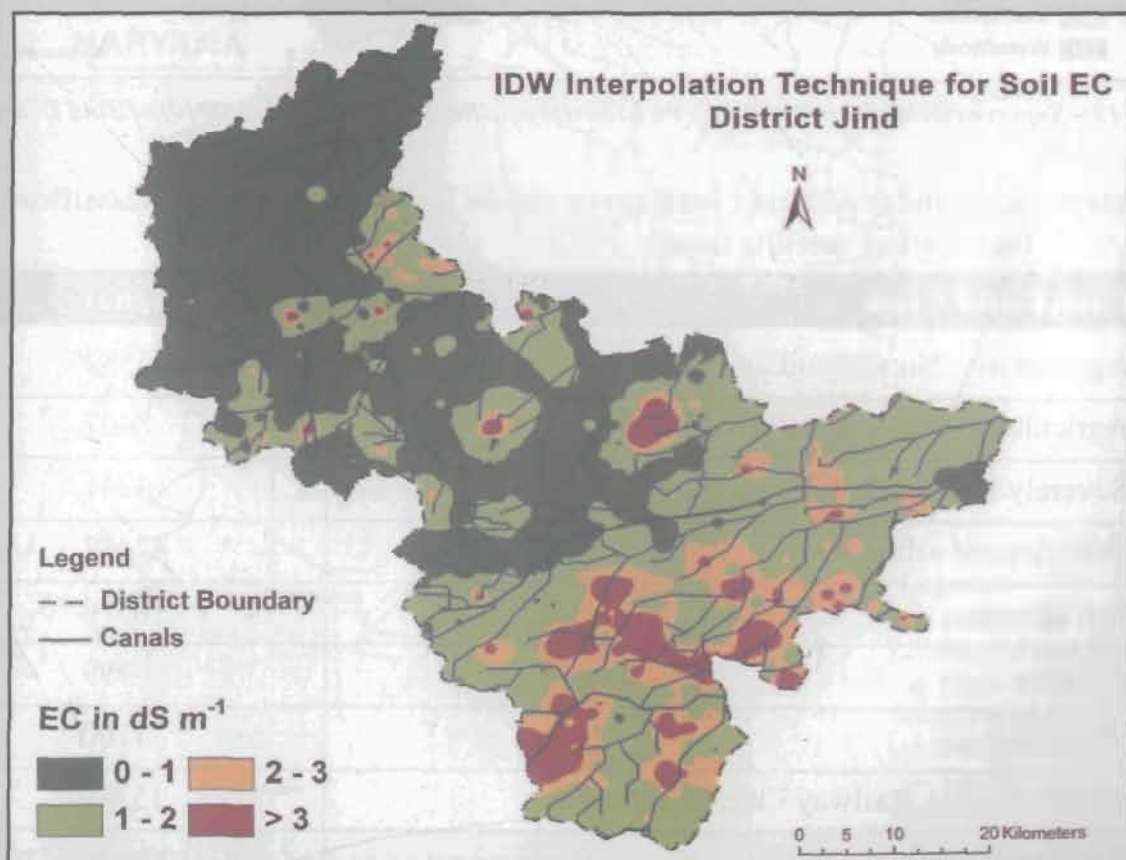 IDW Interpolation Technique for Soil EC
District Jind
N
Legend
District Boundary
Canals
EC in dS m⁻¹
0 - 1
2 - 3
1 - 2
> 3
0 5 10 20 Kilometers